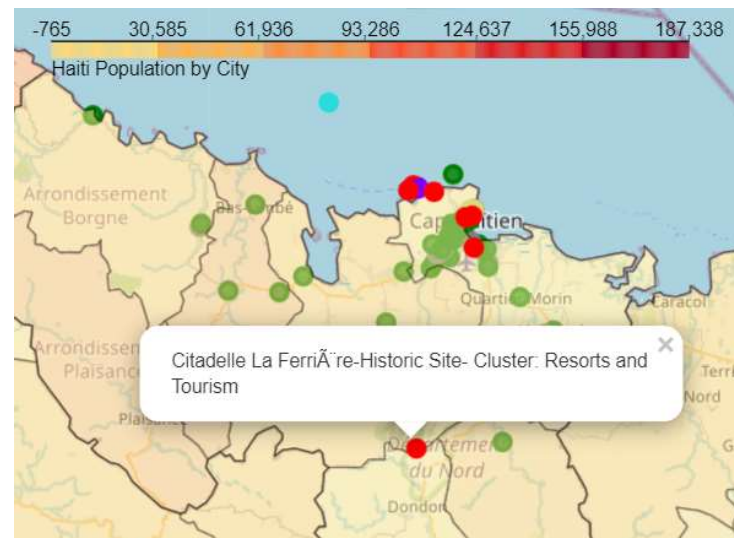 -765 30,585 61,936 93,286 124,637 155,988 187,338
Haiti Population by City
Arrondissement
Borgne
Bas-Limbé
Cap-Haïtien
Quartier Morin
Caracol
Arrondissement
Plaisance
Citadelle La FerriÃ¨re-Historic Site- Cluster: Resorts and
Tourism
×
Terri
Nord
Plaisance
Département
du Nord
G
Dondon